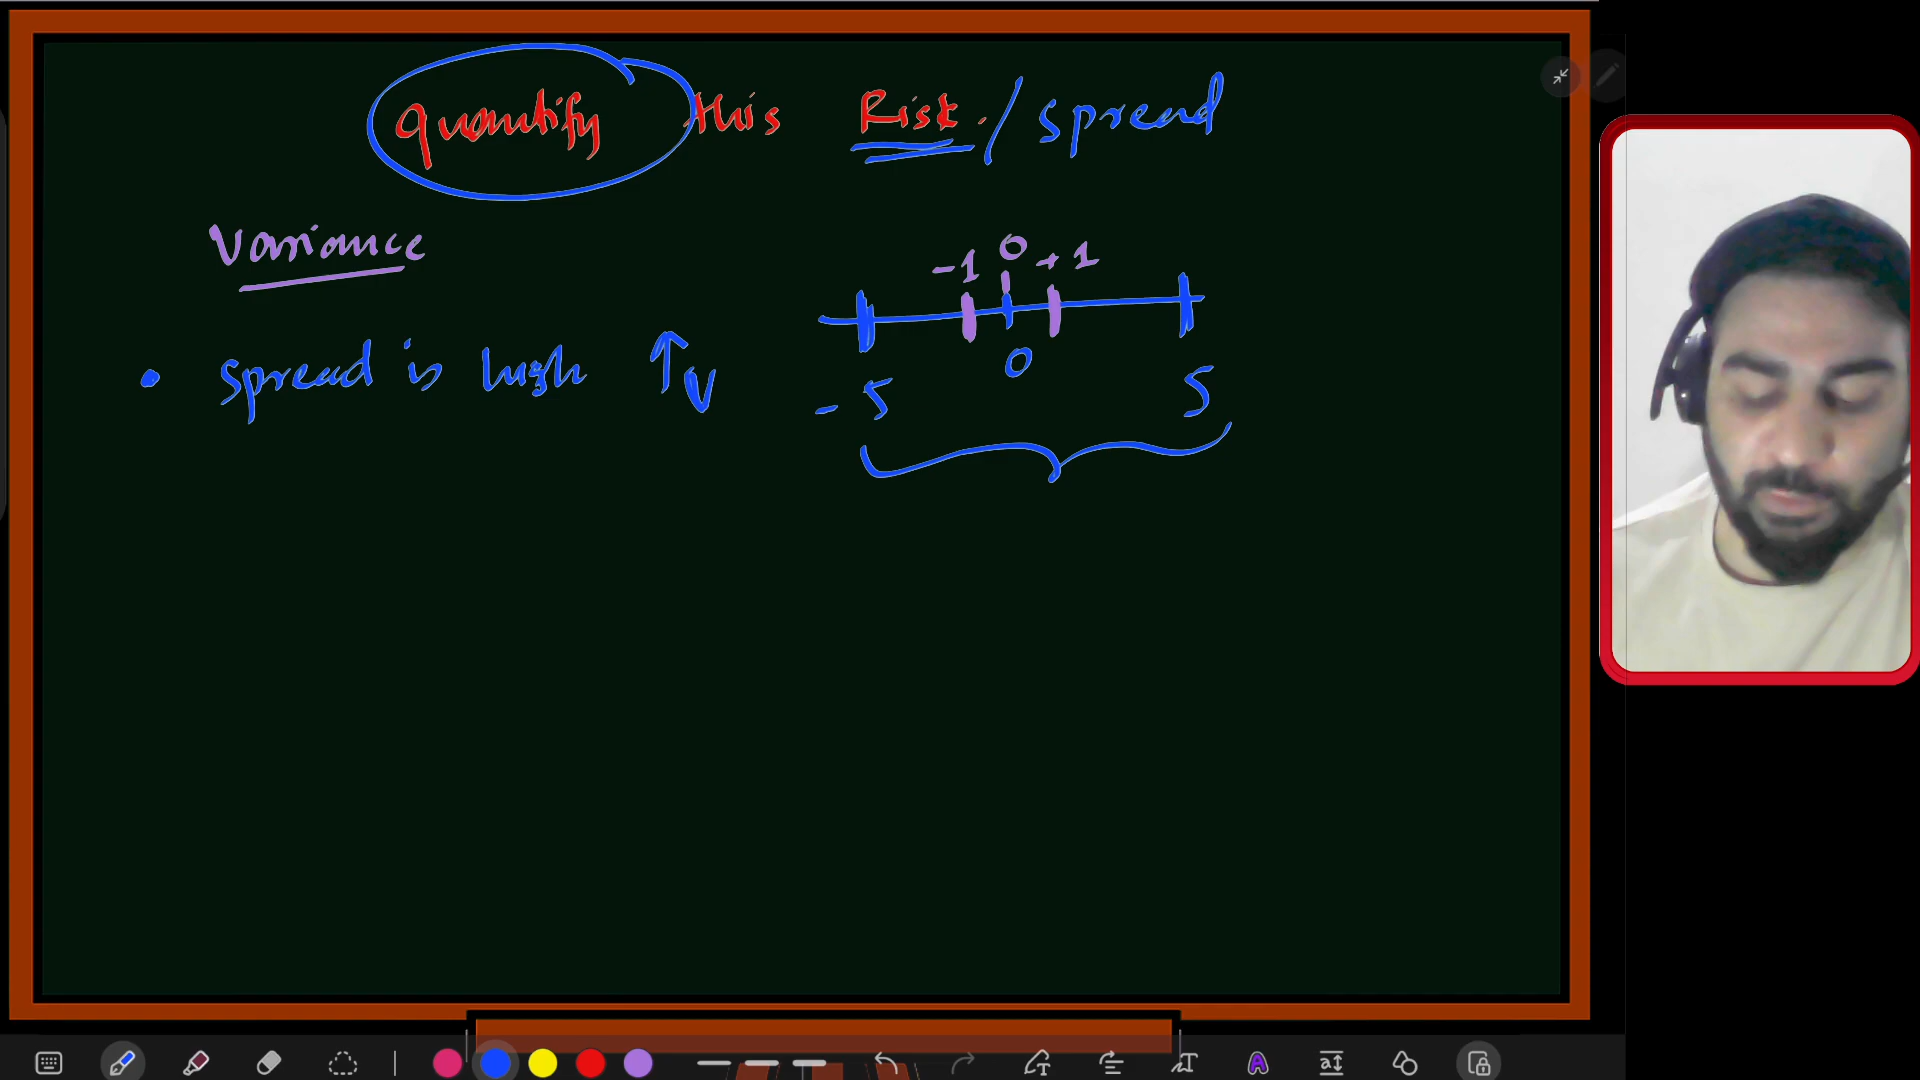 quantify this Risk. / spread
Variance
-1 0 +1
• Spread is high ↑ V
0
- 5 5